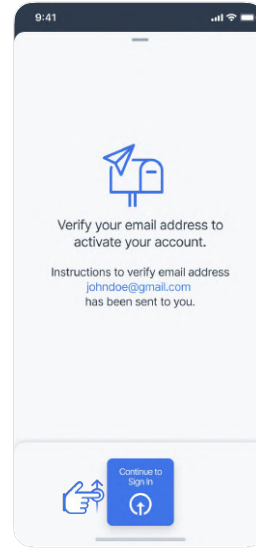 9:41
Verify your email address to
activate your account.
Instructions to verify email address
johndoe@gmail.com
has been sent to you.
Continue to
Sign In